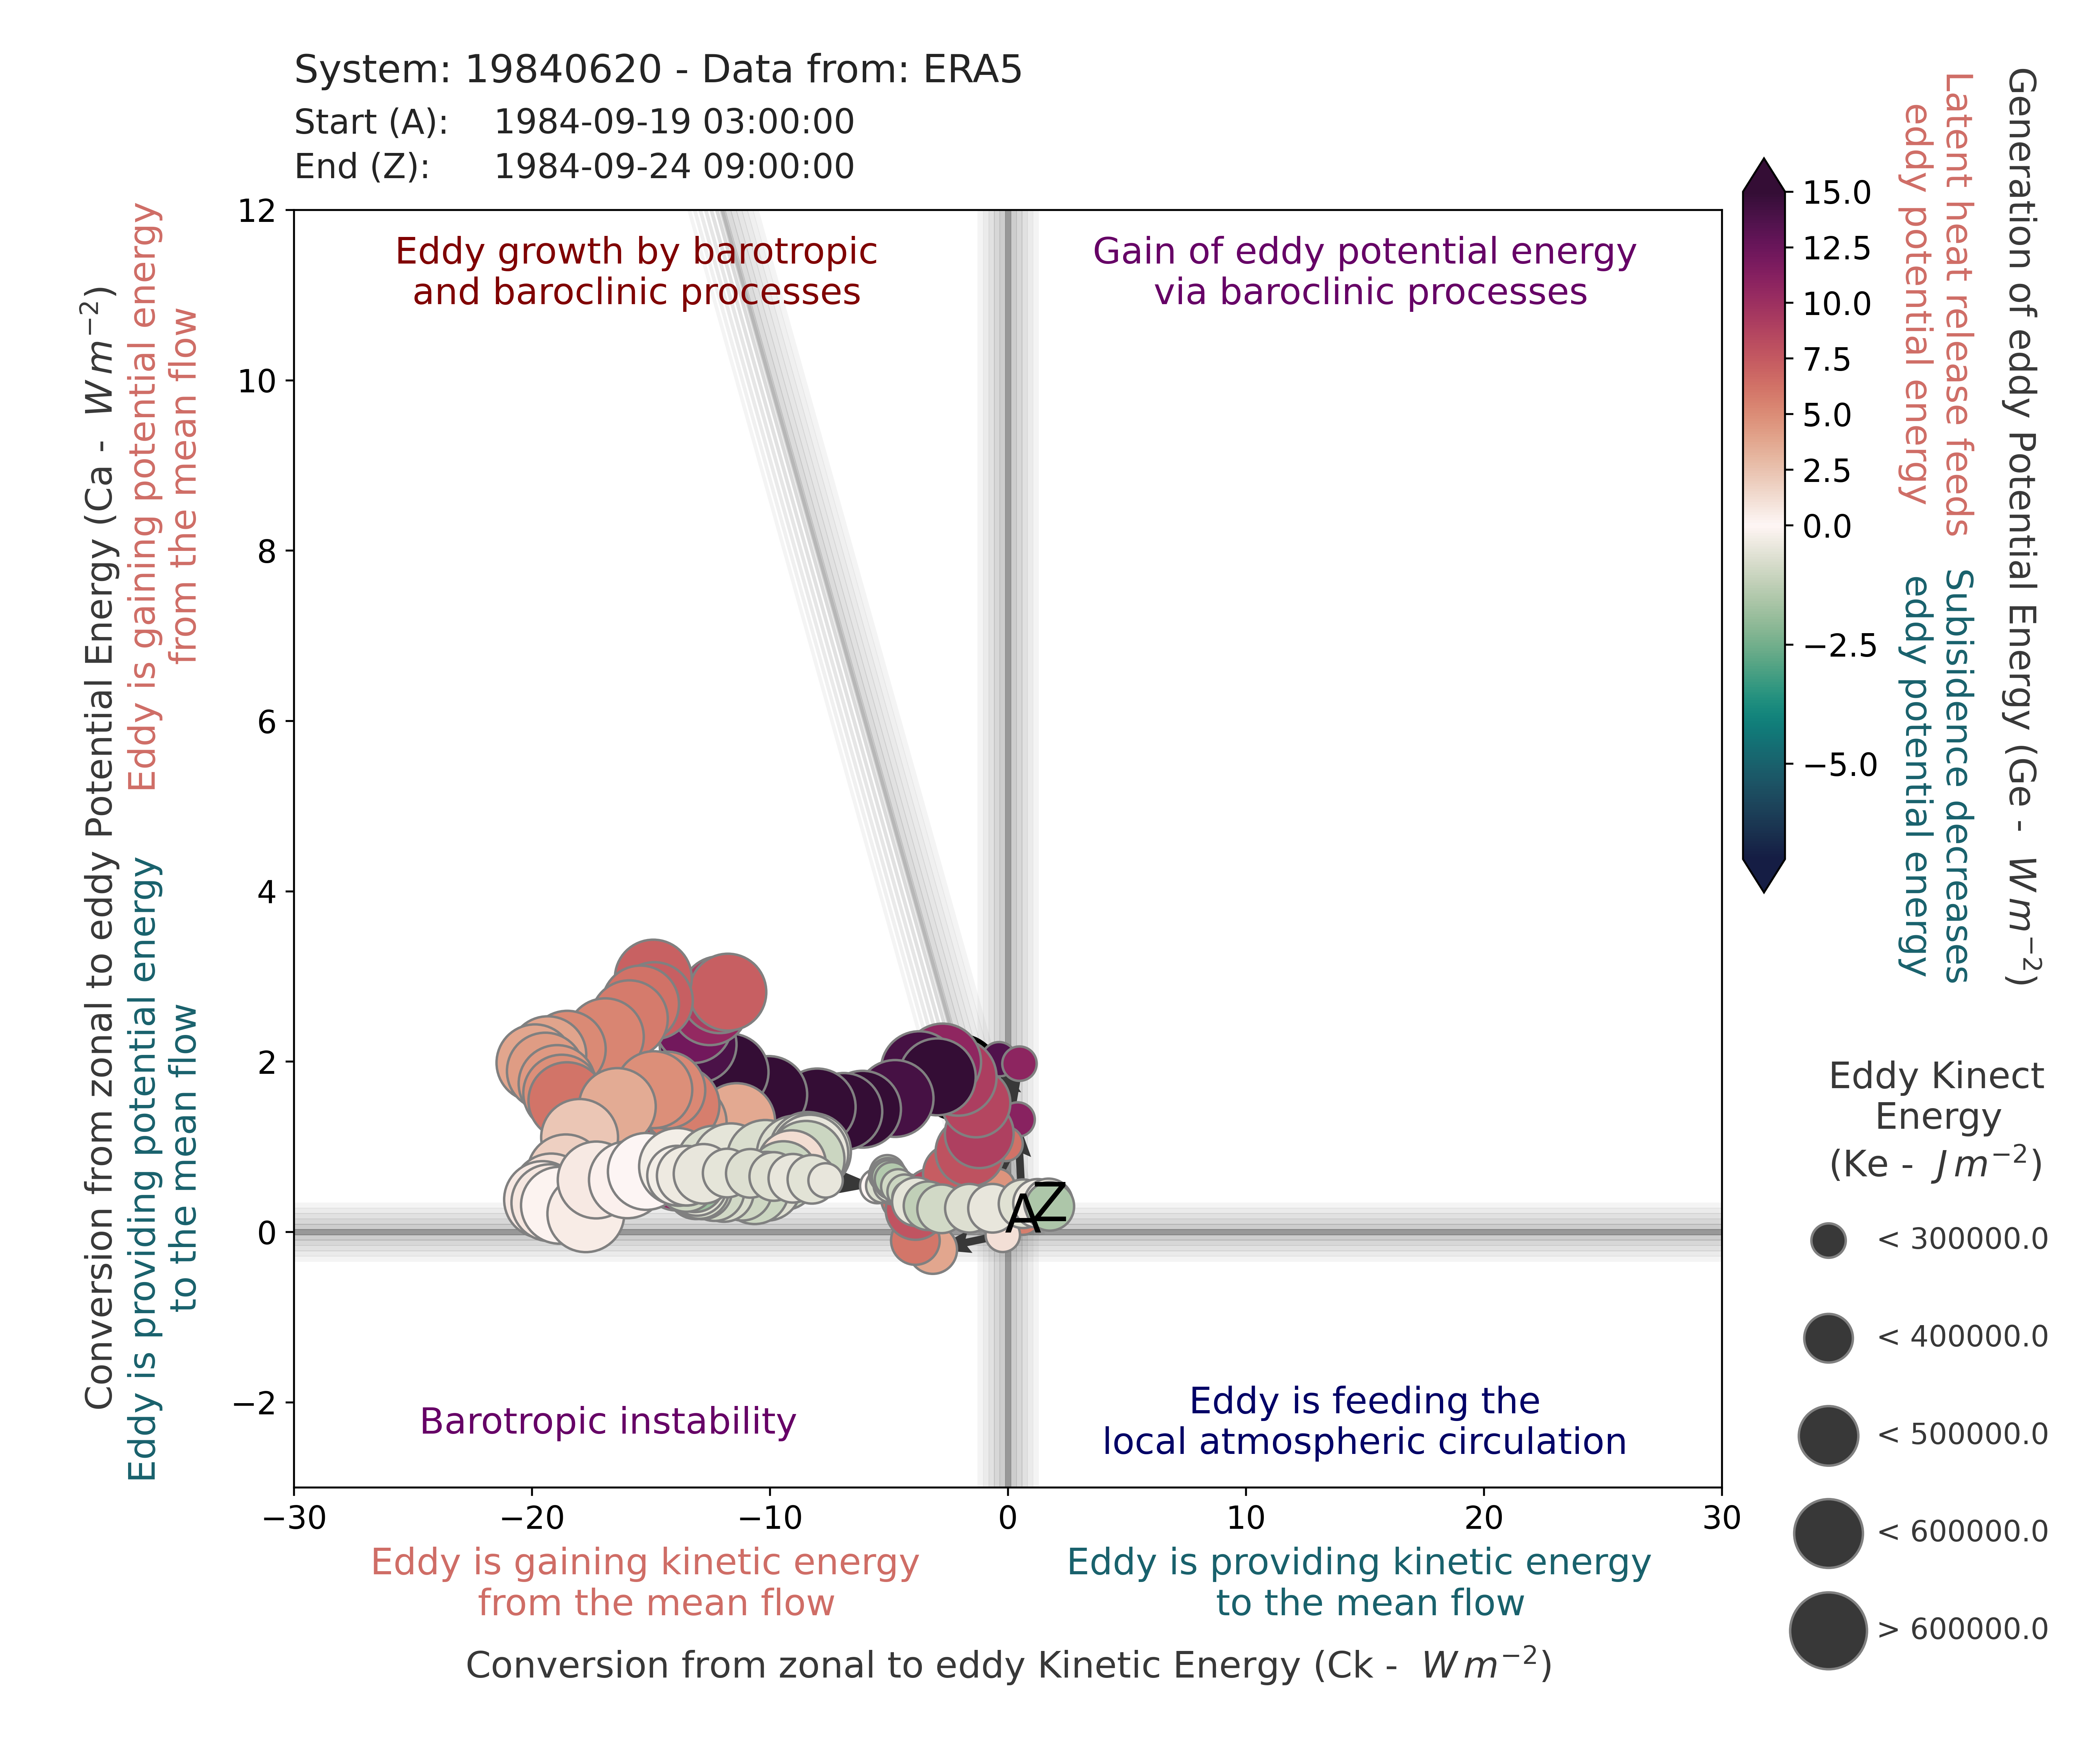 System: 19840620 - Data from: ERA5
Start (A): 1984-09-19 03:00:00
End (Z): 1984-09-24 09:00:00
Conversion from zonal to eddy Potential Energy (Ca - W m⁻²)
Eddy is gaining potential energy
from the mean flow
Eddy is providing potential energy
to the mean flow
12
10
8
6
4
2
0
−2
Eddy growth by barotropic
and baroclinic processes
Gain of eddy potential energy
via baroclinic processes
A
Z
Barotropic instability
Eddy is feeding the
local atmospheric circulation
−30
−20
−10
0
10
20
30
Eddy is gaining kinetic energy
from the mean flow
Eddy is providing kinetic energy
to the mean flow
Conversion from zonal to eddy Kinetic Energy (Ck - W m⁻²)
15.0
12.5
10.0
7.5
5.0
2.5
0.0
−2.5
−5.0
Latent heat release feeds
eddy potential energy
Subisidence decreases
eddy potential energy
Generation of eddy Potential Energy (Ge - W m⁻²)
Eddy Kinect
Energy
(Ke - J m⁻²)
< 300000.0
< 400000.0
< 500000.0
< 600000.0
> 600000.0